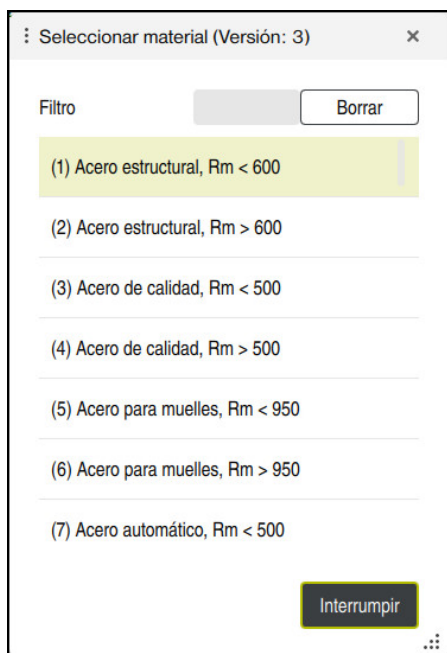 Seleccionar material (Versión: 3)
Filtro Borrar
(1) Acero estructural, Rm < 600
(2) Acero estructural, Rm > 600
(3) Acero de calidad, Rm < 500
(4) Acero de calidad, Rm > 500
(5) Acero para muelles, Rm < 950
(6) Acero para muelles, Rm > 950
(7) Acero automático, Rm < 500
Interrumpir